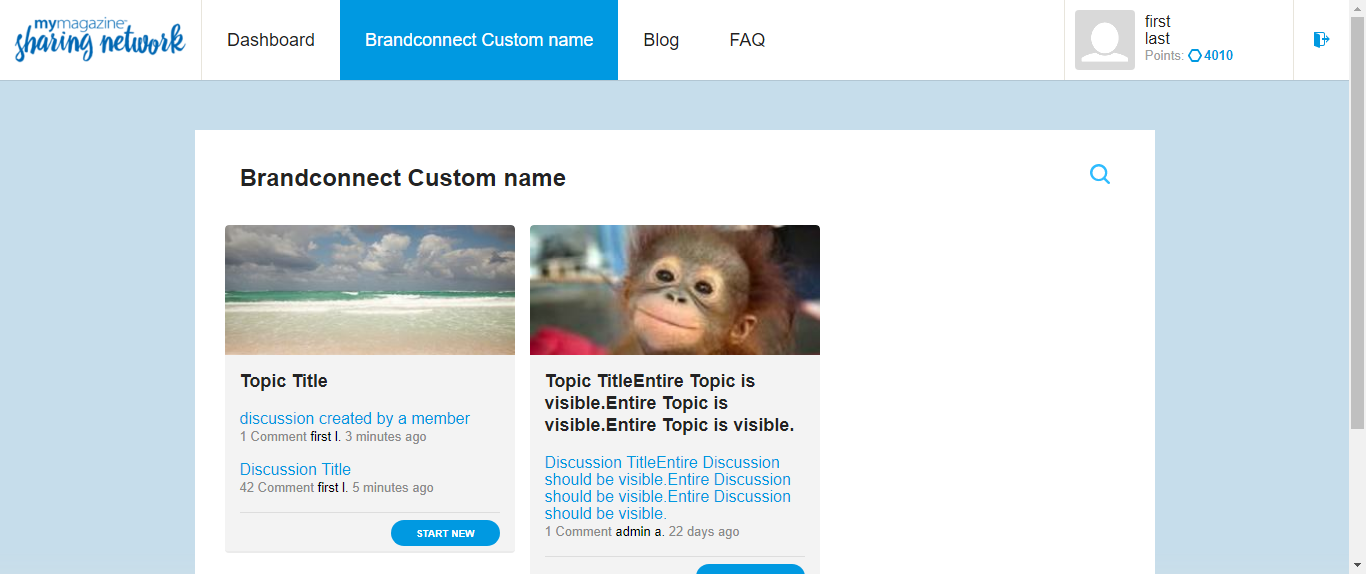 mymagazine
sharing network
Dashboard
Brandconnect Custom name
Blog
FAQ
first
last
Points: 4010
Brandconnect Custom name
Topic Title
discussion created by a member
1 Comment first l. 3 minutes ago
Discussion Title
42 Comment first l. 5 minutes ago
START NEW
Topic TitleEntire Topic is
visible.Entire Topic is
visible.Entire Topic is visible.
Discussion TitleEntire Discussion
should be visible.Entire Discussion
should be visible.Entire Discussion
should be visible.
1 Comment admin a. 22 days ago